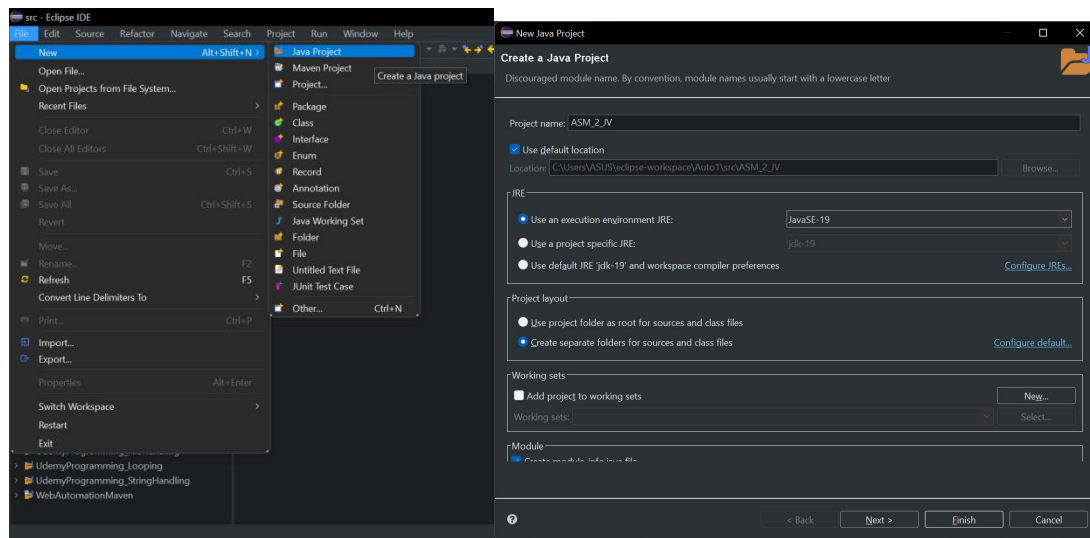 src - Eclipse IDE
File Edit Source Refactor Navigate Search Project Run Window Help
New Alt+Shift+N >
Open File...
Open Projects from File System...
Recent Files >
Close Editor Ctrl+W
Close All Editors Ctrl+Shift+W
Save Ctrl+S
Save As...
Save All Ctrl+Shift+S
Revert
Move...
Rename... F2
Refresh F5
Convert Line Delimiters To >
Print... Ctrl+P
Import...
Export...
Properties Alt+Enter
Switch Workspace >
Restart
Exit
UdemyProgramming_Looping
UdemyProgramming_StringHandling
WebAutomationMaven
Java Project
Maven Project
Create a Java project
Project...
Package
Class
Interface
Enum
Record
Annotation
Source Folder
Java Working Set
Folder
File
Untitled Text File
JUnit Test Case
Other... Ctrl+N
New Java Project
Create a Java Project
Discouraged module name. By convention, module names usually start with a lowercase letter
Project name: ASM_2_JV
Use default location
Location: C:\Users\ASUS\eclipse-workspace\Auto1\src\ASM_2_JV Browse...
JRE
Use an execution environment JRE: JavaSE-19
Use a project specific JRE: jdk-19
Use default JRE 'jdk-19' and workspace compiler preferences Configure JREs...
Project layout
Use project folder as root for sources and class files
Create separate folders for sources and class files Configure default...
Working sets
Add project to working sets New...
Working sets: Select...
Module
Create module-info.java file
? < Back Next > Finish Cancel